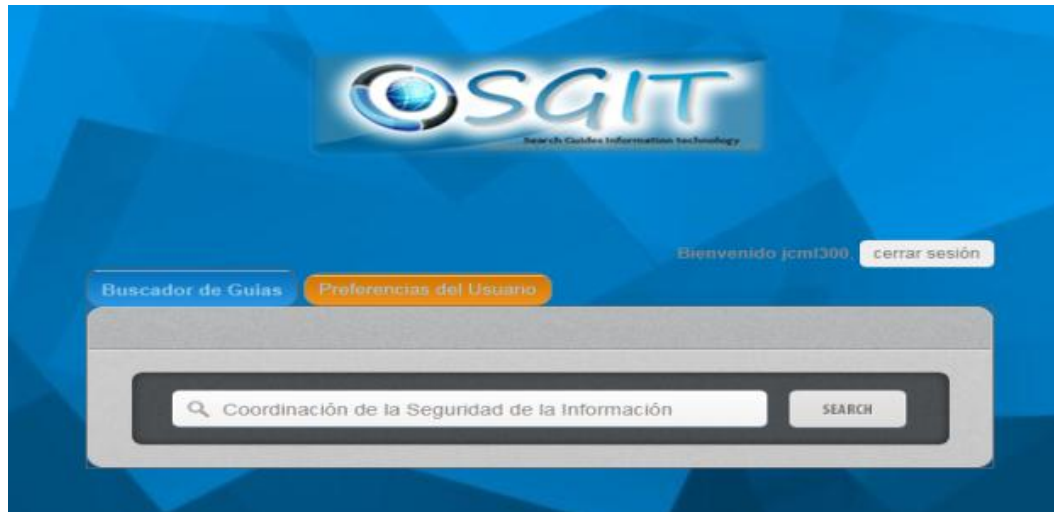 SGIT
Search Guides Information technology
Bienvenido jcml300, cerrar sesión
Buscador de Guias Preferencias del Usuario
Coordinación de la Seguridad de la Información SEARCH